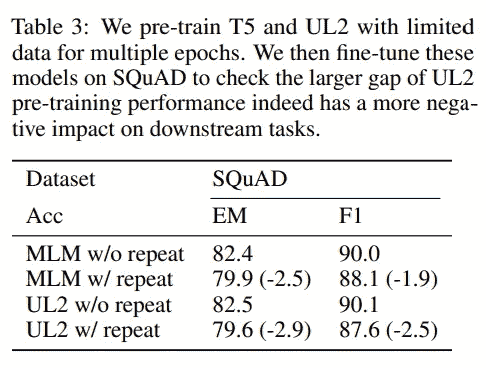 Table 3: We pre-train T5 and UL2 with limited
data for multiple epochs. We then fine-tune these
models on SQuAD to check the larger gap of UL2
pre-training performance indeed has a more nega-
tive impact on downstream tasks.
Dataset SQuAD
Acc EM F1
MLM w/o repeat 82.4 90.0
MLM w/ repeat 79.9 (-2.5) 88.1 (-1.9)
UL2 w/o repeat 82.5 90.1
UL2 w/ repeat 79.6 (-2.9) 87.6 (-2.5)